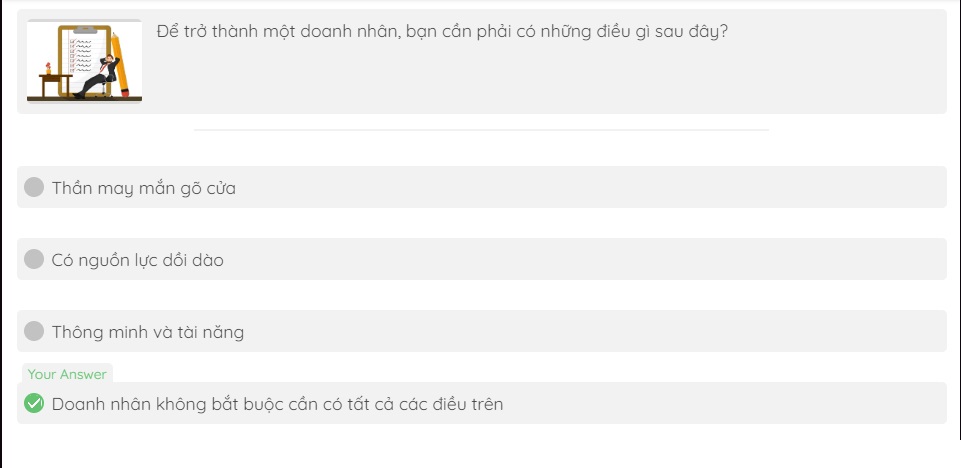 Để trở thành một doanh nhân, bạn cần phải có những điều gì sau đây?
Thần may mắn gõ cửa
Có nguồn lực dồi dào
Thông minh và tài năng
Your Answer
Doanh nhân không bắt buộc cần có tất cả các điều trên